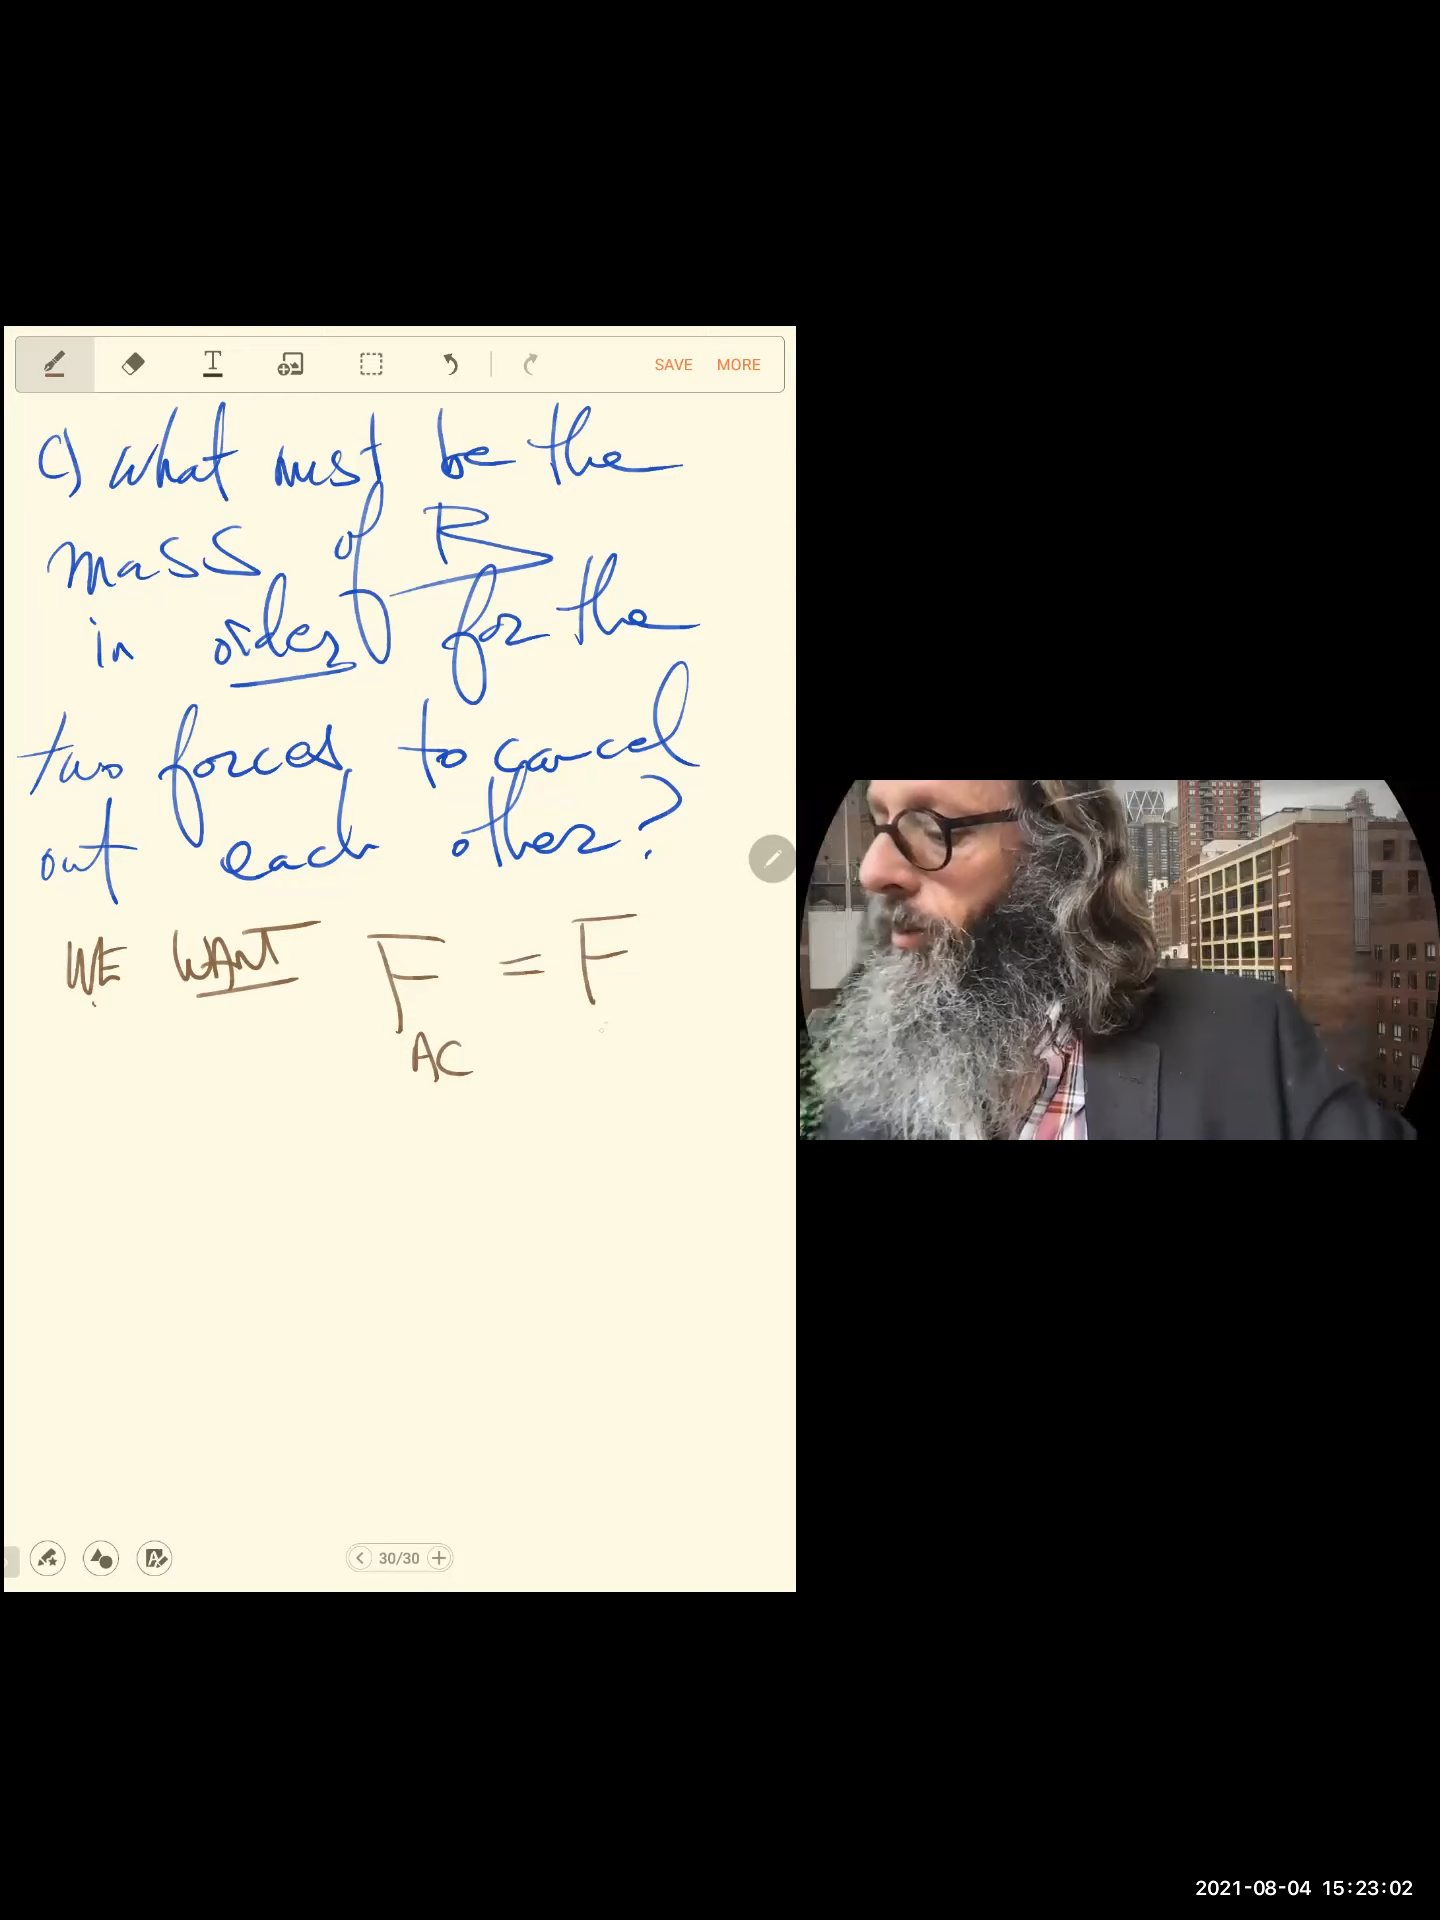 SAVE MORE
c) what must be the
mass of B
in order for the
two forces to cancel
out each other?
WE WANT F = F
AC
30/30
2021-08-04 15:23:02